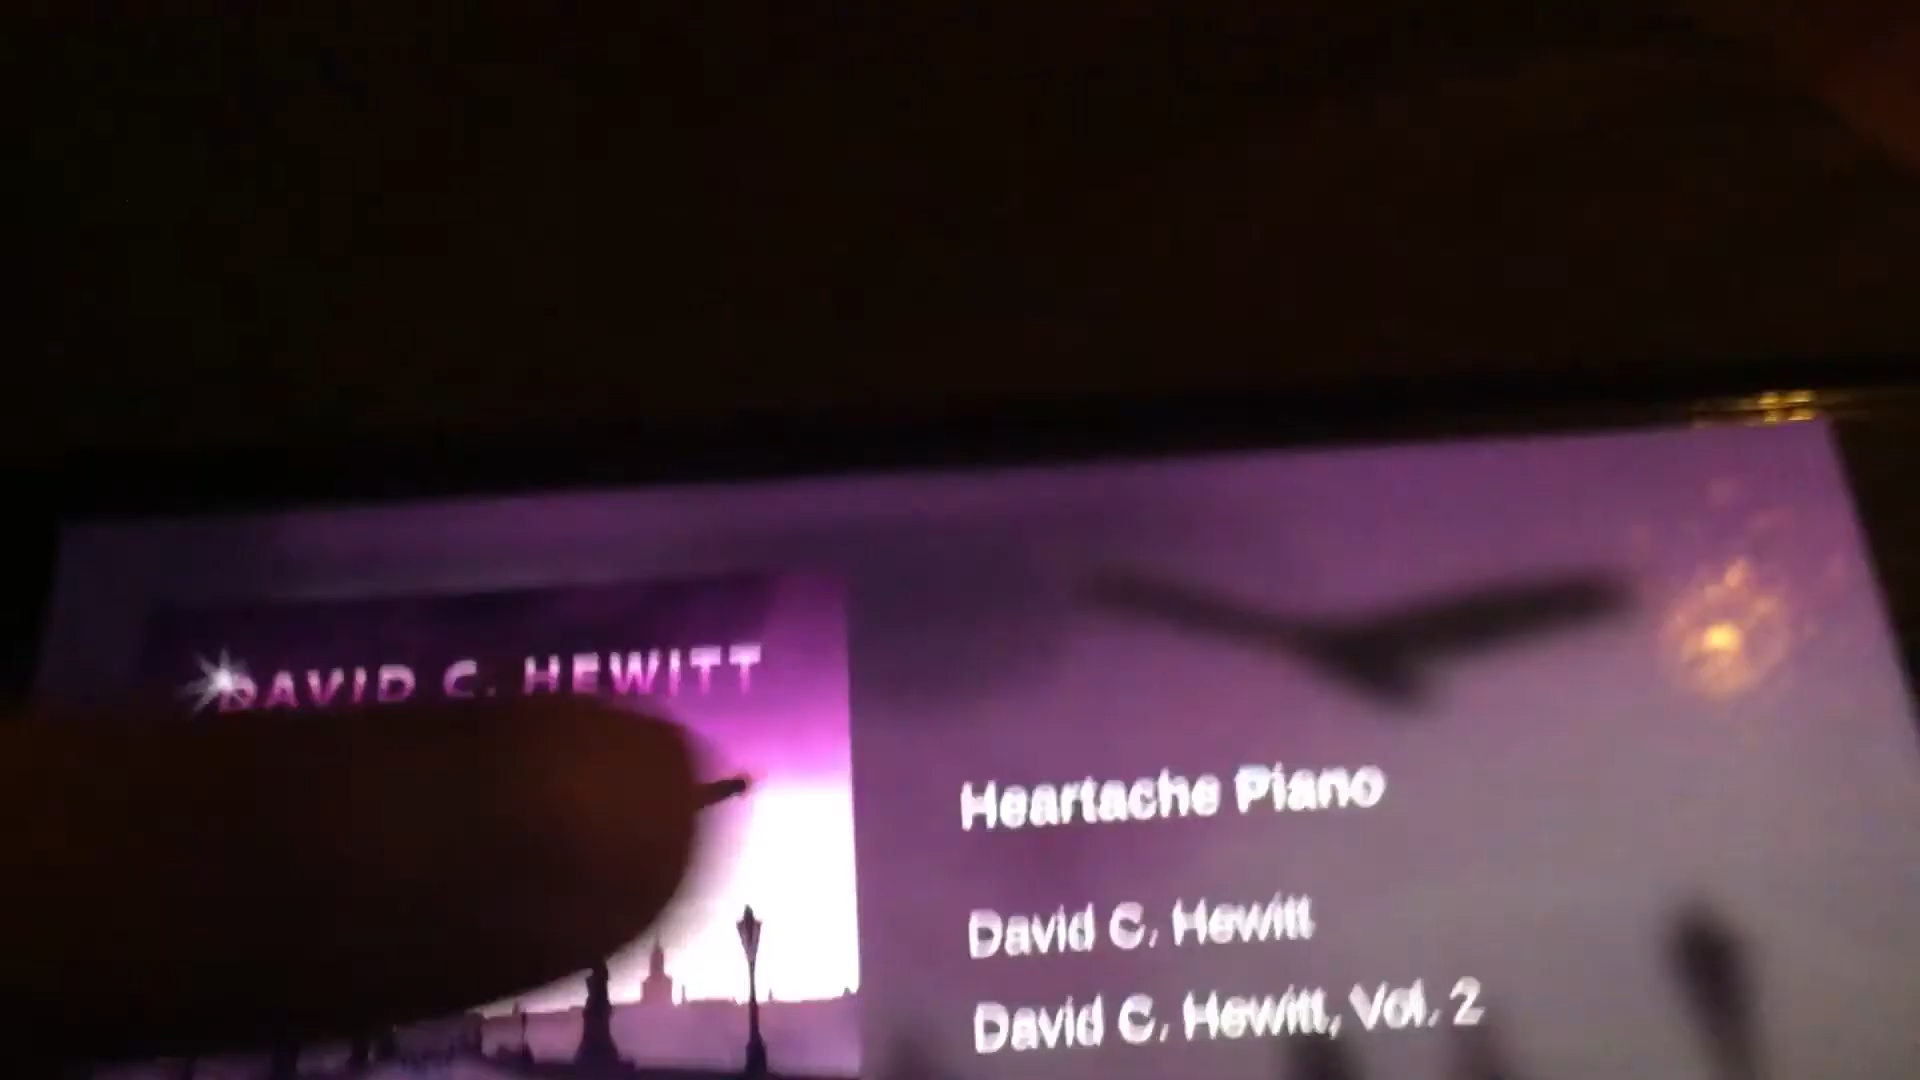 DAVID C. HEWITT
Heartache Piano
David C. Hewitt
David C. Hewitt, Vol. 2